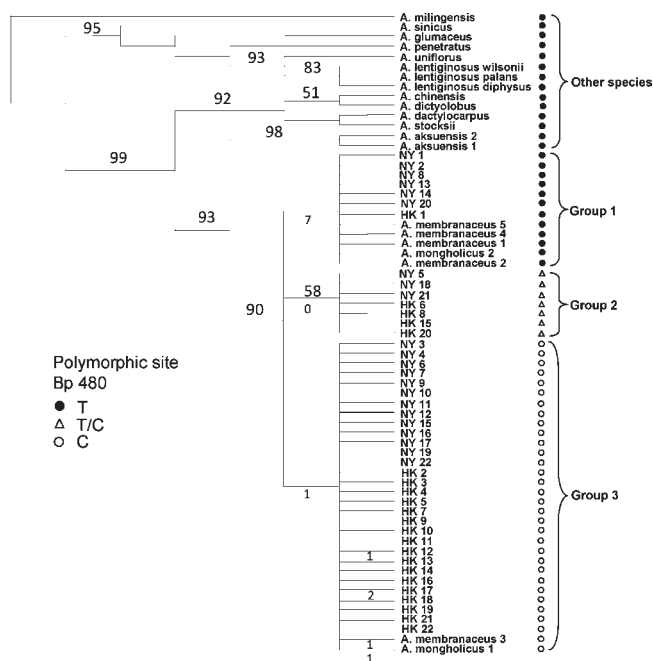 A. milingensis
A. sinicus
A. glumaceus
A. penetratus
A. uniflorus
A. lentiginosus wilsonii
A. lentiginosus palans
A. lentiginosus diphysus
A. chinensis
A. dictyolobus
A. dactylocarpus
A. stocksii
A. aksuensis 2
A. aksuensis 1
Other species
NY 1
NY 2
NY 8
NY 13
NY 14
NY 20
HK 1
A. membranaceus 5
A. membranaceus 4
A. membranaceus 1
A. mongholicus 2
A. membranaceus 2
Group 1
NY 5
NY 18
NY 21
HK 6
HK 8
HK 15
HK 20
Group 2
NY 3
NY 4
NY 6
NY 7
NY 9
NY 10
NY 11
NY 12
NY 15
NY 16
NY 17
NY 19
NY 22
HK 2
HK 3
HK 4
HK 5
HK 7
HK 9
HK 10
HK 11
HK 12
HK 13
HK 14
HK 16
HK 17
HK 18
HK 19
HK 21
HK 22
A. membranaceus 3
A. mongholicus 1
Group 3
95
93
83
51
92
98
99
93
7
58
0
90
1
1
2
1
1
Polymorphic site
Bp 480
T
T/C
C